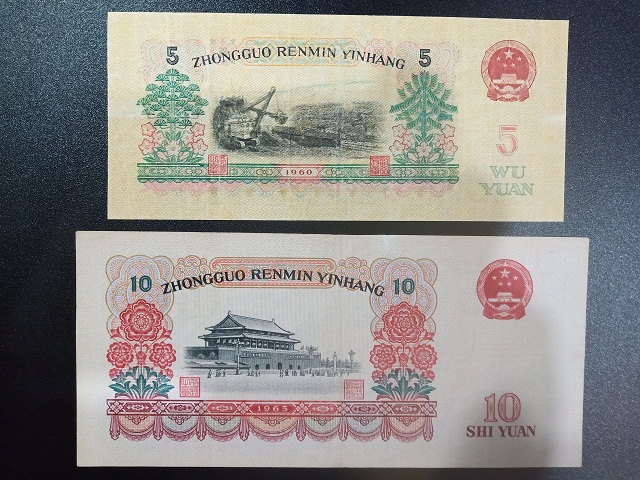 5 ZHONGGUO RENMIN YINHANG 5
5
WU
YUAN
1960
10 ZHONGGUO RENMIN YINHANG 10
1965
10
SHI YUAN